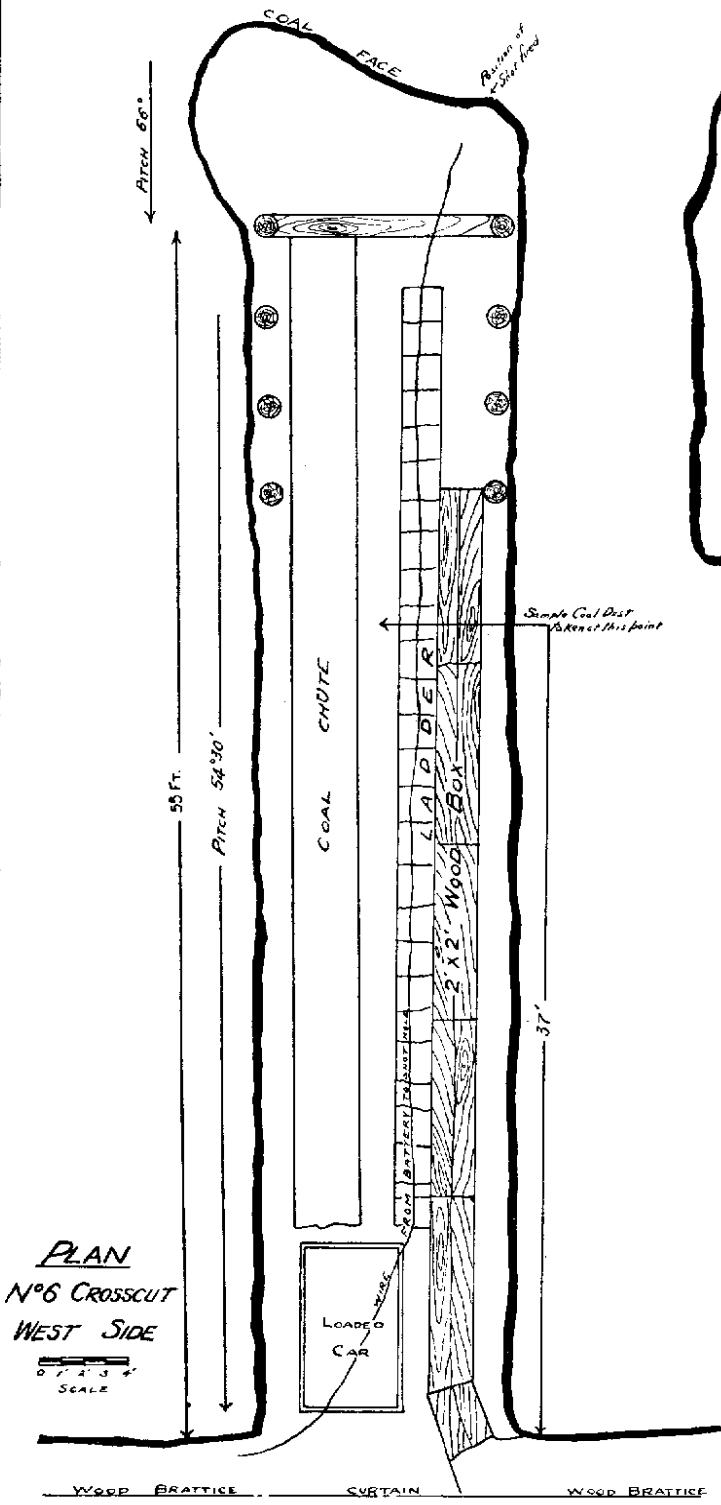 COAL FACE
Position of
Shot fired
PITCH 66°
Sample Coal Dust
Taken at this point
COAL CHUTE
LADDER
2' X 2' WOOD BOX
55 FT.
PITCH 54°30'
37'
WIRE FROM BATTERY TO SHOT HOLE
PLAN
Nº6 CROSSCUT
WEST SIDE
0 1' 2' 3 4'
SCALE
LOADED
CAR
WOOD BRATTICE CURTAIN WOOD BRATTICE